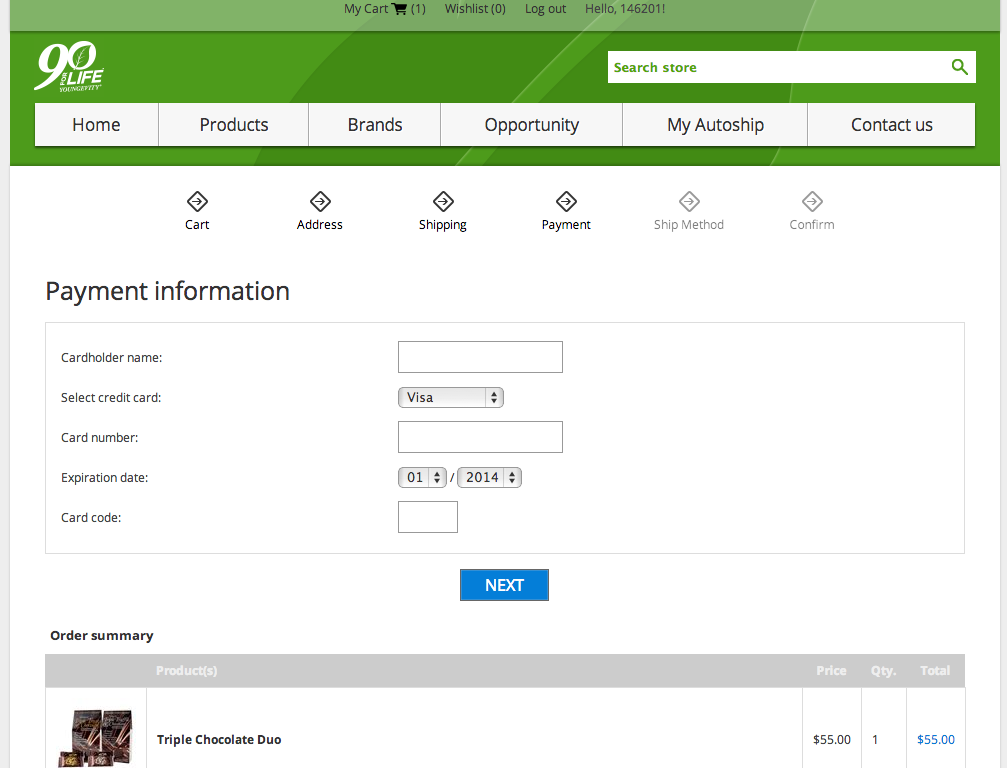 My Cart (1) Wishlist (0) Log out Hello, 146201!
90 FOR LIFE
YOUNGEVITY
Search store
Home Products Brands Opportunity My Autoship Contact us
Cart Address Shipping Payment Ship Method Confirm
Payment information
Cardholder name:
Select credit card: Visa
Card number:
Expiration date: 01 / 2014
Card code:
NEXT
Order summary
Product(s) Price Qty. Total
Triple Chocolate Duo $55.00 1 $55.00